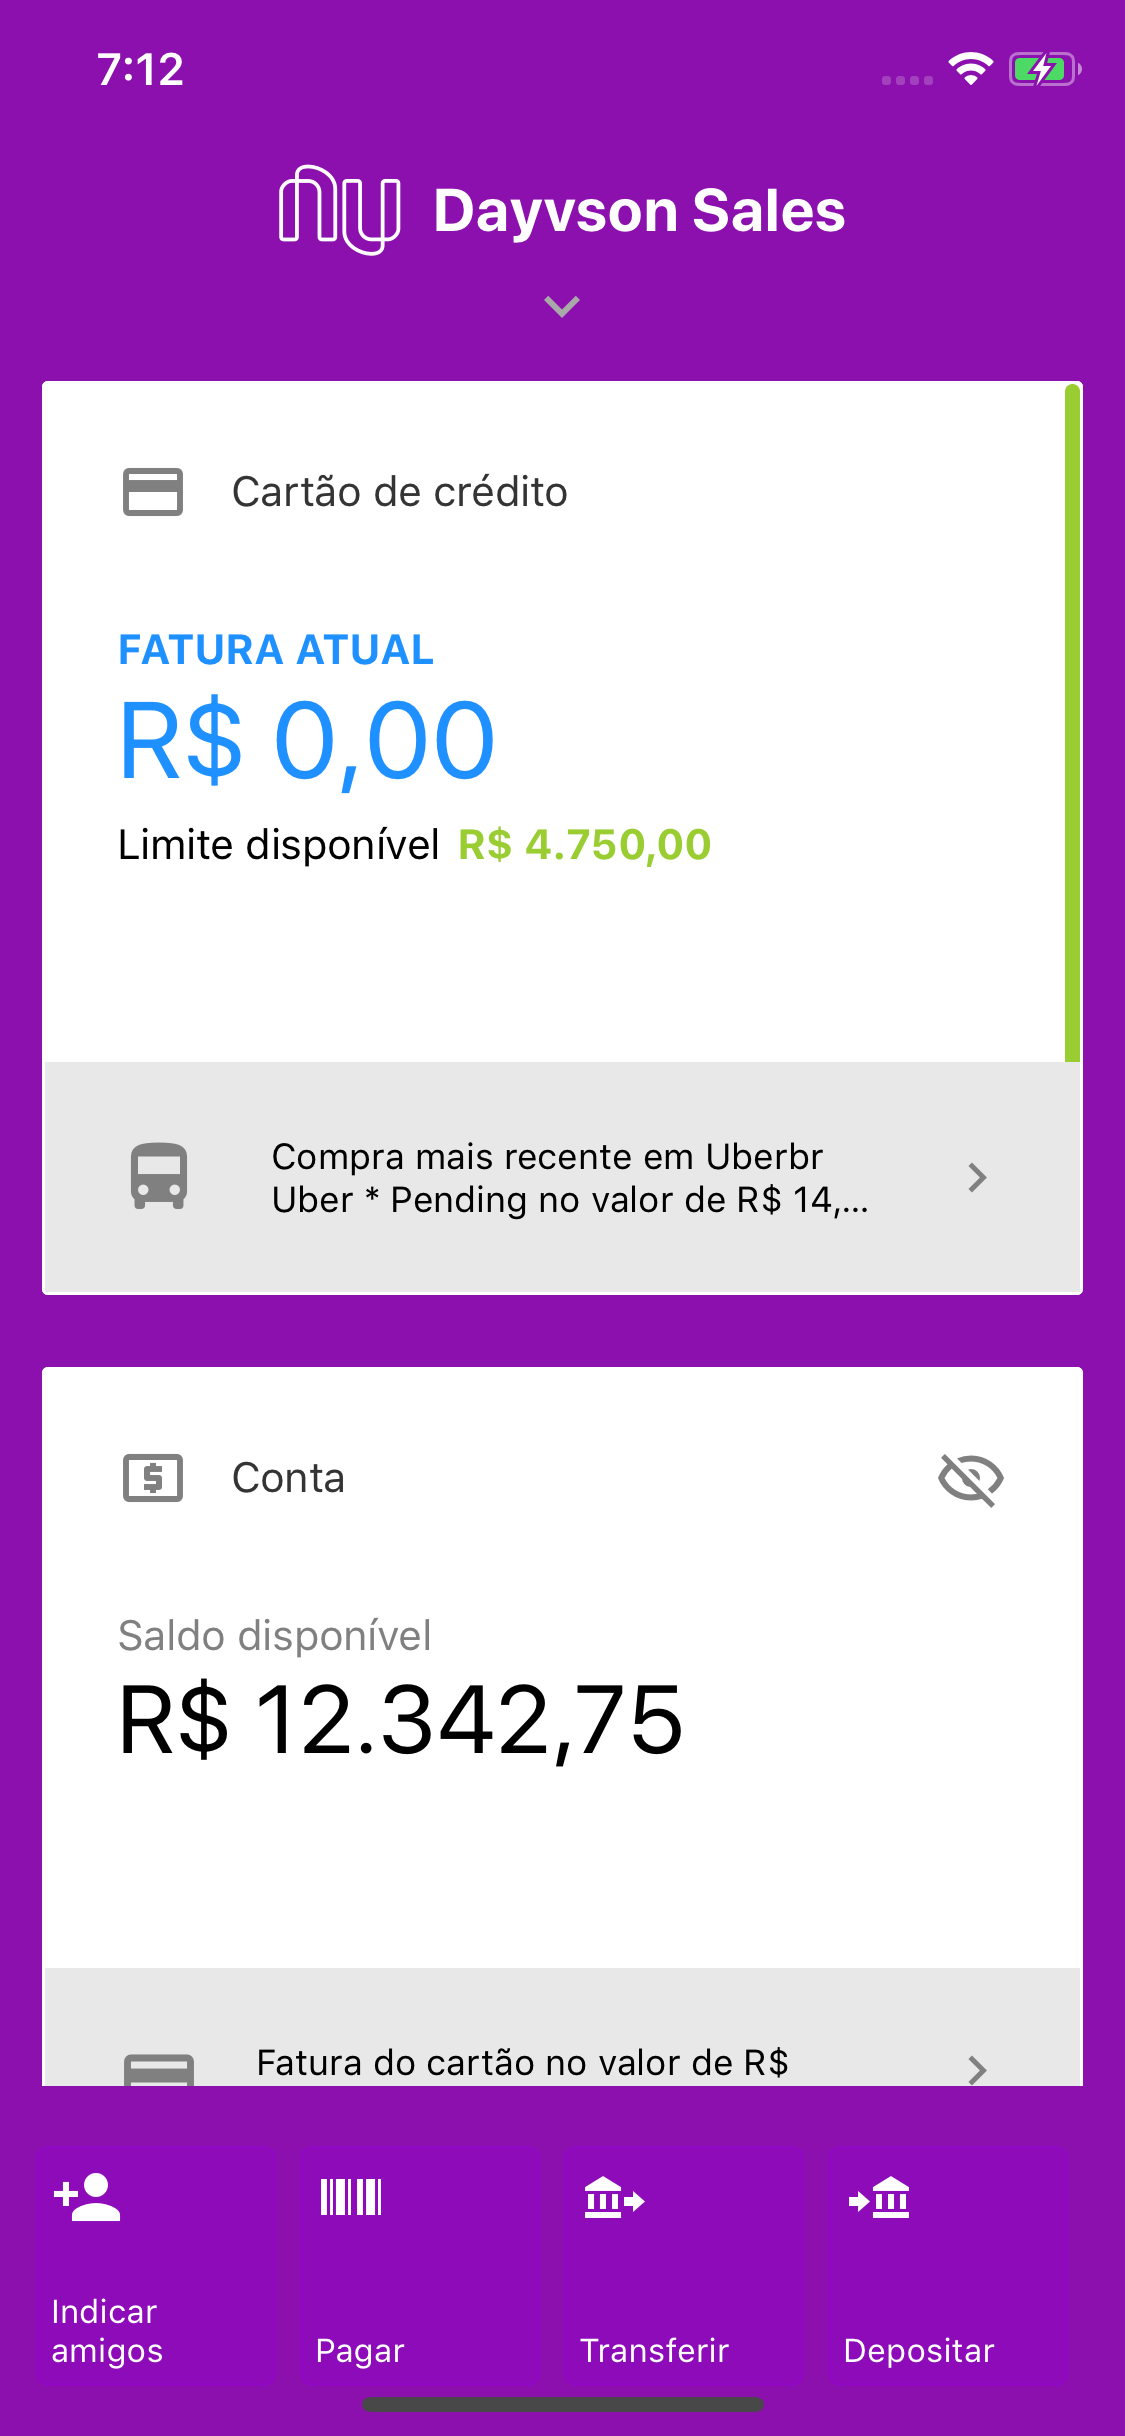 7:12
nu Dayvson Sales
Cartão de crédito
FATURA ATUAL
R$ 0,00
Limite disponível R$ 4.750,00
Compra mais recente em Uberbr
Uber * Pending no valor de R$ 14,...
Conta
Saldo disponível
R$ 12.342,75
Fatura do cartão no valor de R$
Indicar
amigos
Pagar
Transferir
Depositar